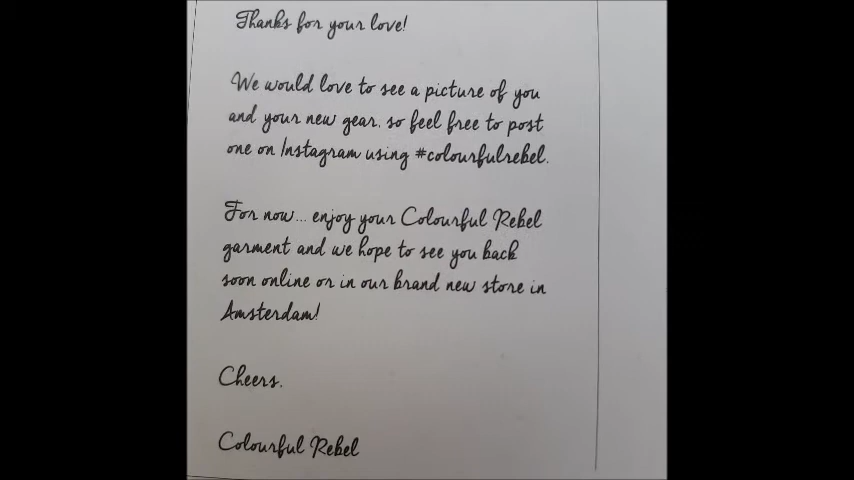 Thanks for your love!
We would love to see a picture of you
and your new gear, so feel free to post
one on Instagram using #colourfulrebel.
For now... enjoy your Colourful Rebel
garment and we hope to see you back
soon online or in our brand new store in
Amsterdam!
Cheers,
Colourful Rebel